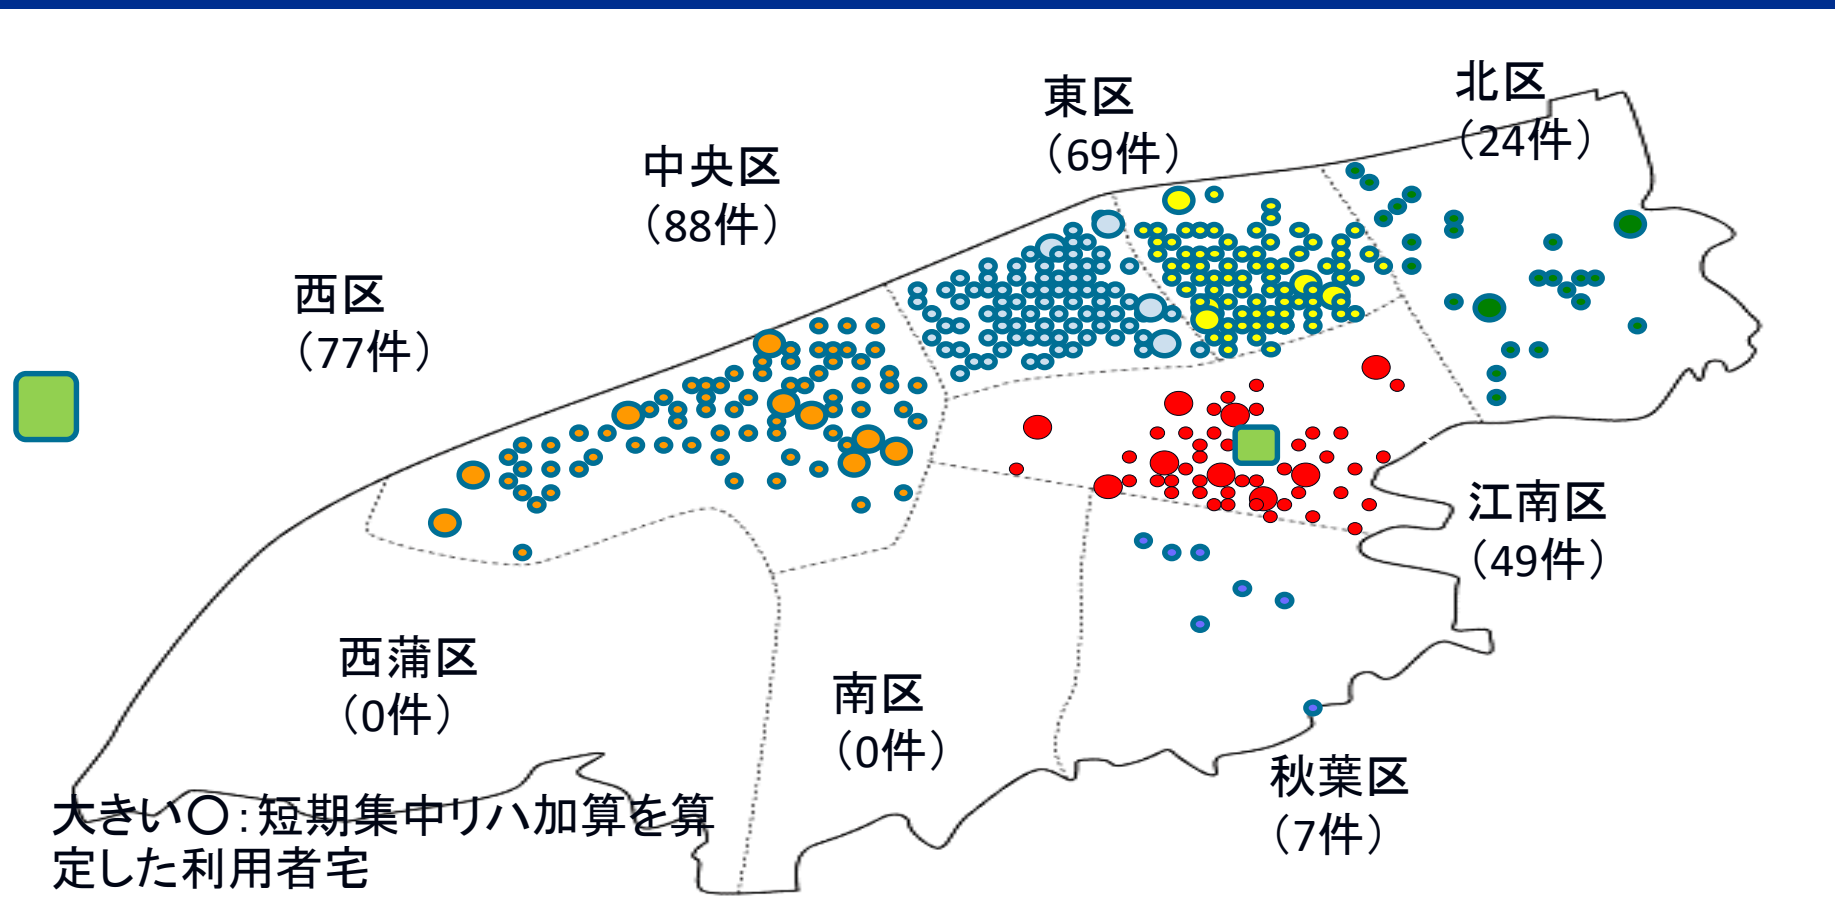 北区
（24件）
東区
（69件）
中央区
（88件）
西区
（77件）
江南区
（49件）
西蒲区
（0件）
南区
（0件）
秋葉区
（7件）
大きい〇：短期集中リハ加算を算
定した利用者宅